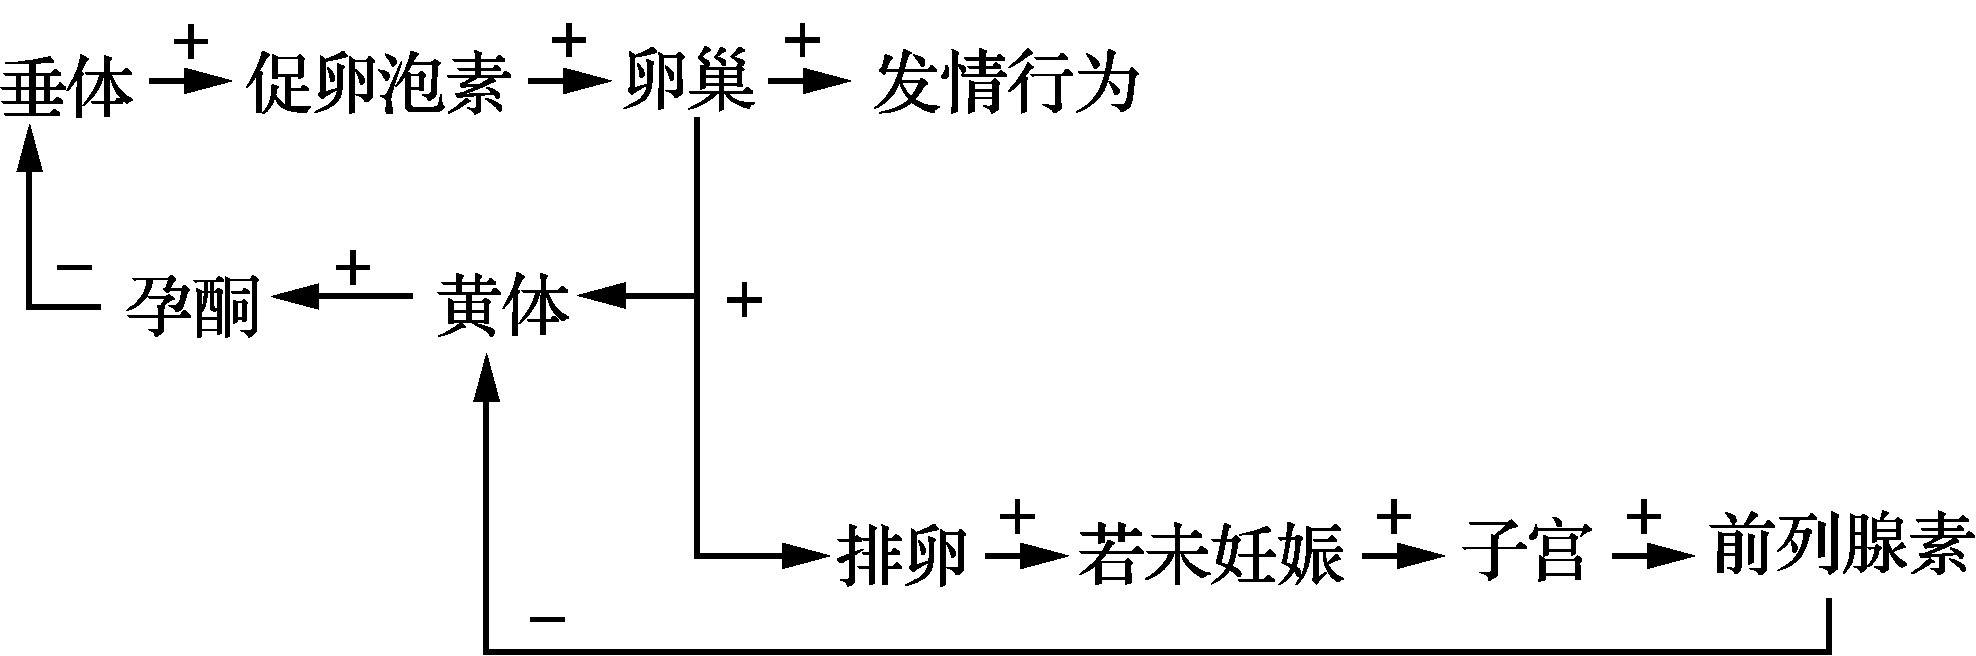 垂体 + 促卵泡素 + 卵巢 + 发情行为
− 孕酮 + 黄体 +
排卵 + 若未妊娠 + 子宫 + 前列腺素
−